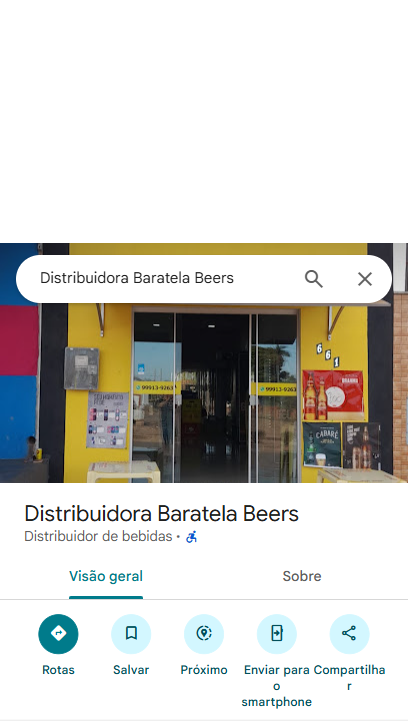 Distribuidora Baratela Beers
661
99913-9263
99913-9263
BRAHMA
CABARÉ
Distribuidora Baratela Beers
Distribuidor de bebidas ·
Visão geral
Sobre
Rotas
Salvar
Próximo
Enviar para o smartphone
Compartilhar